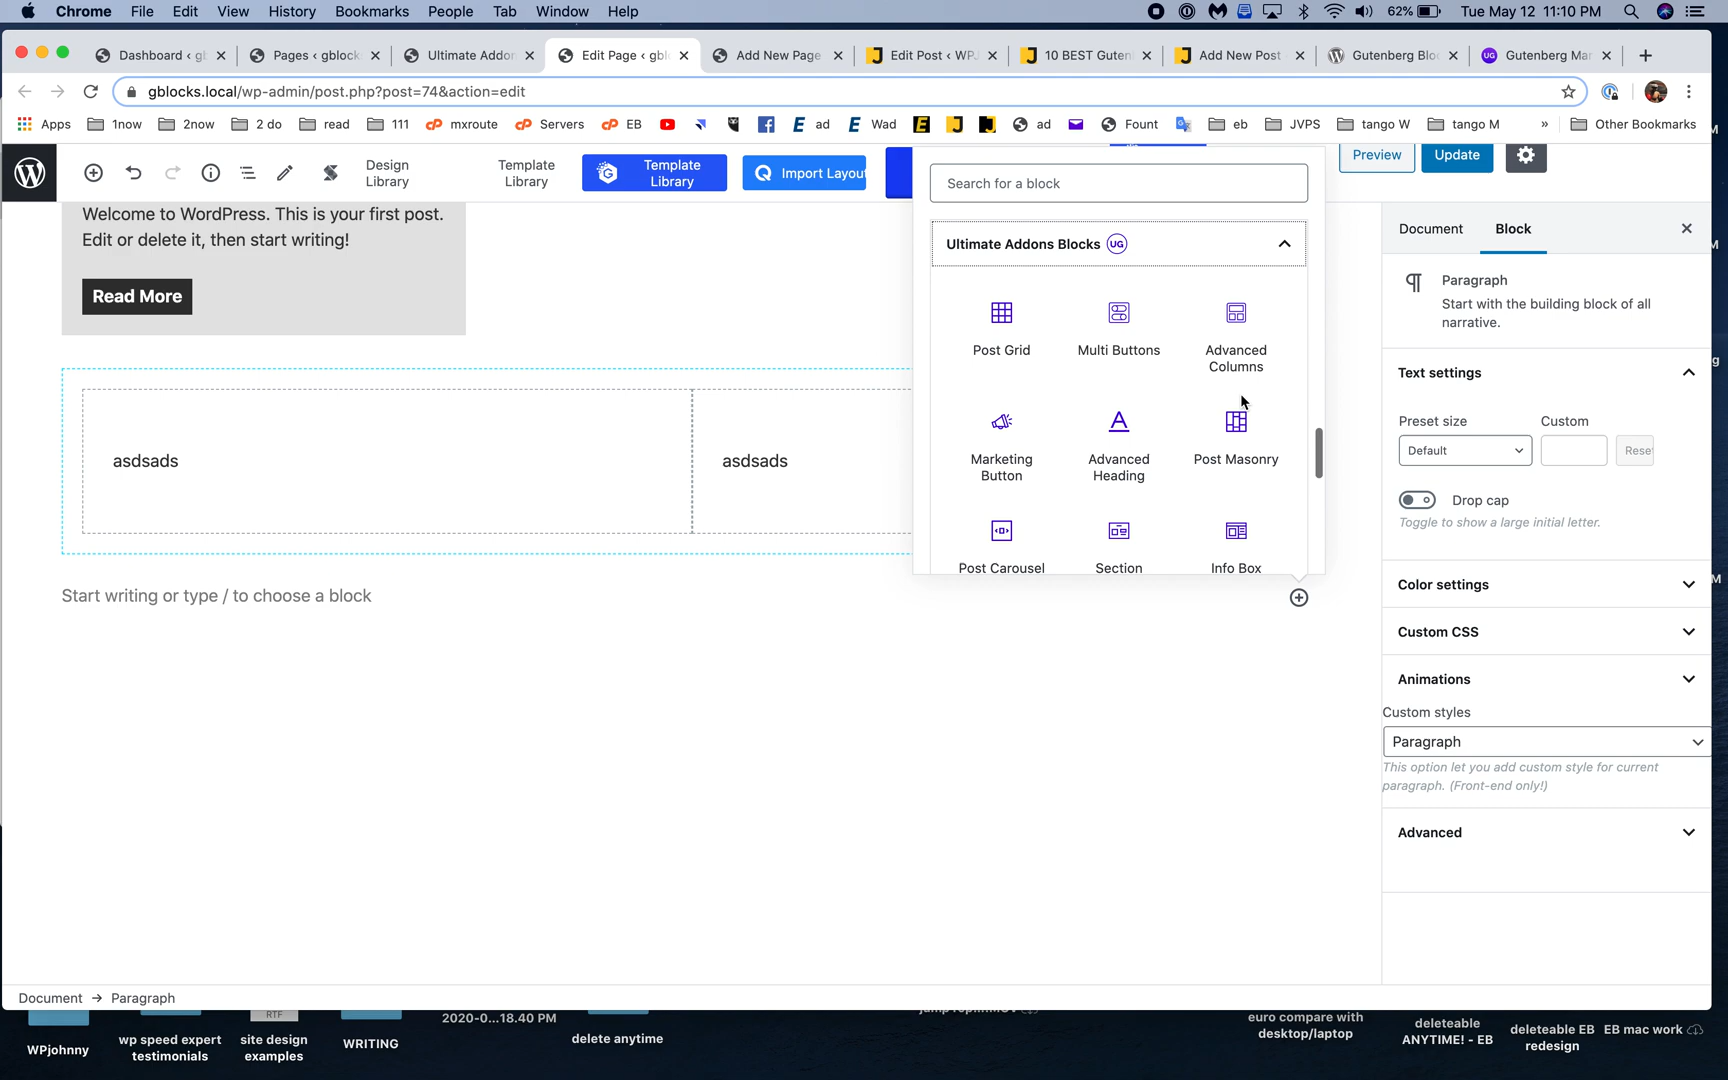 Chrome File Edit View History Bookmarks People Tab Window Help 62% Tue May 12 11:10 PM
Dashboard ‹ g Pages ‹ gblock Ultimate Addon Edit Page ‹ gbl Add New Page Edit Post ‹ WP 10 BEST Guten Add New Post Gutenberg Blo Gutenberg Mar
gblocks.local/wp-admin/post.php?post=74&action=edit
Apps 1now 2now 2 do read 111 mxroute Servers EB ad Wad ad Fount eb JVPS tango W tango M » Other Bookmarks
Design
Library
Template
Library
Template
Library
Import Layou
Preview Update
Welcome to WordPress. This is your first post.
Edit or delete it, then start writing!
Read More
asdsads
asdsads
Start writing or type / to choose a block
Search for a block
Ultimate Addons Blocks UG
Post Grid
Multi Buttons
Advanced
Columns
Marketing
Button
Advanced
Heading
Post Masonry
Post Carousel
Section
Info Box
Document Block
Paragraph
Start with the building block of all
narrative.
Text settings
Preset size Custom
Default Rese
Drop cap
Toggle to show a large initial letter.
Color settings
Custom CSS
Animations
Custom styles
Paragraph
This option let you add custom style for current
paragraph. (Front-end only!)
Advanced
Document → Paragraph
WPjohnny
wp speed expert
testimonials
RTF
site design
examples
WRITING
2020-0...18.40 PM
delete anytime
euro compare with
desktop/laptop
deleteable
ANYTIME! - EB
deleteable EB
redesign
EB mac work